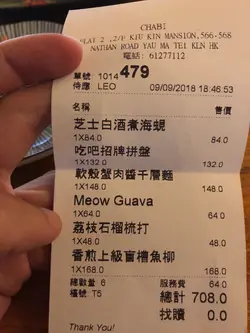 CHABI
FLAT 2 ,2/F KIU KIN MANSION,566-568
NATHAN ROAD YAU MA TEI KLN HK
電話: 61277112
單號 1014 479
侍應 LEO 09/09/2018 18:46:53
名稱 售價
芝士白酒煮海蜆
1X84.0 84.0
吃吧招牌拼盤
1X132.0 132.0
軟殼蟹肉醬千層麵
1X148.0 148.0
Meow Guava
1X64.0 64.0
荔枝石榴梳打
1X48.0 48.0
香煎上級盲槽魚柳
1X168.0 168.0
總數量 6 服務費 64.0
檯號 T5 總計 708.0
找贖 0.0
Thank You!